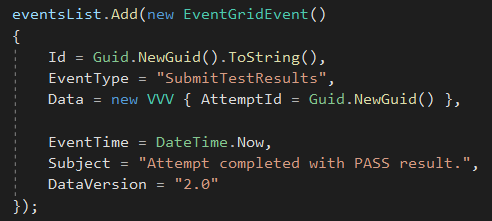 eventsList.Add(new EventGridEvent()
{
Id = Guid.NewGuid().ToString(),
EventType = "SubmitTestResults",
Data = new VVV { AttemptId = Guid.NewGuid() },
EventTime = DateTime.Now,
Subject = "Attempt completed with PASS result.",
DataVersion = "2.0"
});